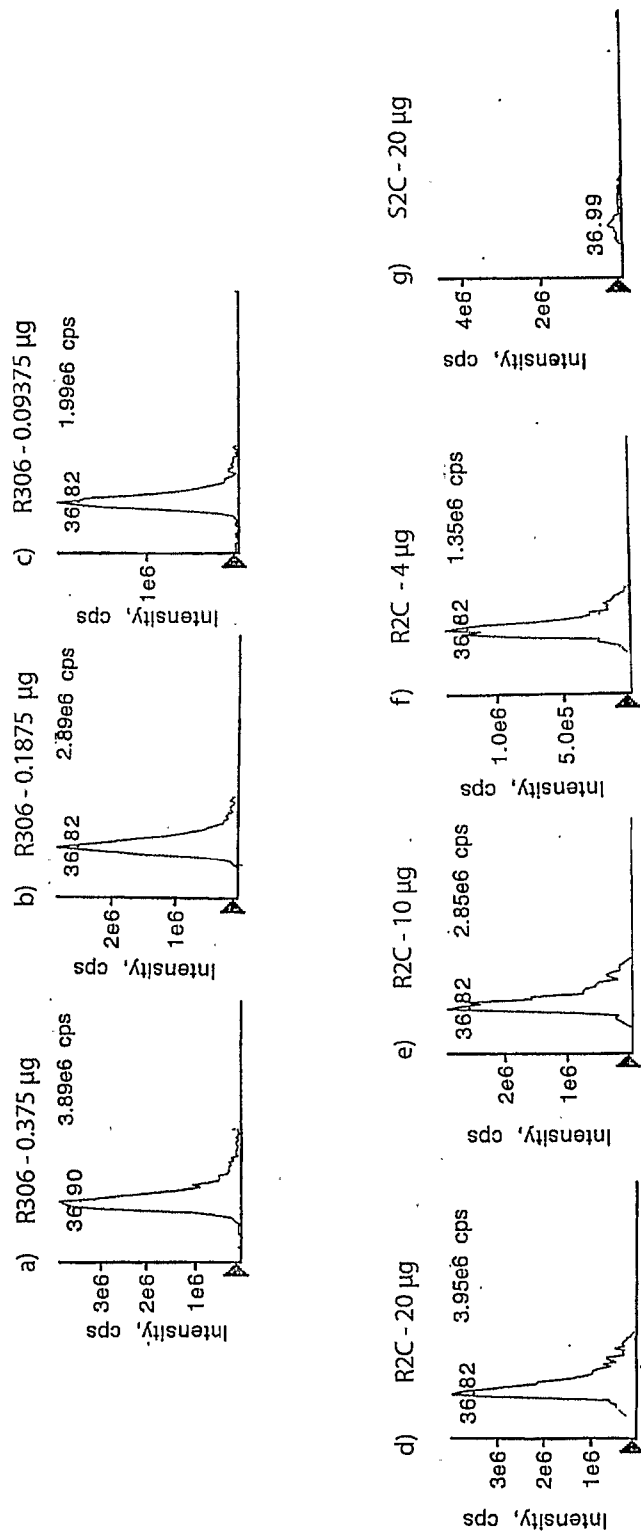 a) R306 - 0.375 µg
36.90 3.89e6 cps
3e6
2e6
1e6
Intensity, cps
b) R306 - 0.1875 µg
36.82 2.89e6 cps
2e6
1e6
Intensity, cps
c) R306 - 0.09375 µg
36.82 1.99e6 cps
1e6
Intensity, cps
d) R2C - 20 µg
36.82 3.95e6 cps
3e6
2e6
1e6
Intensity, cps
e) R2C - 10 µg
36.82 2.85e6 cps
2e6
1e6
Intensity, cps
f) R2C - 4 µg
36.82 1.35e6 cps
1.0e6
5.0e5
Intensity, cps
g) S2C - 20 µg
4e6
2e6
36.99
Intensity, cps